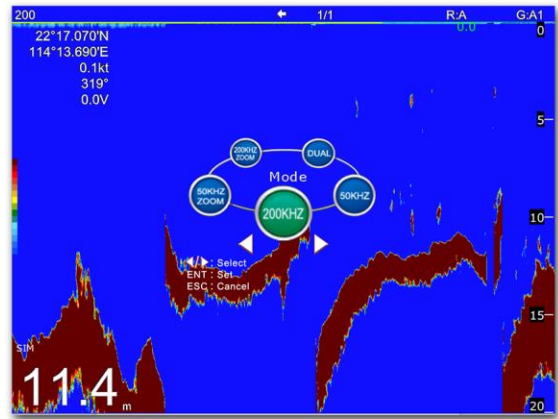 200 ← 1/1 R:A G:A1
22°17.070'N
114°13.690'E
0.1kt
319°
0.0V
0.0
0
5
200KHZ ZOOM
DUAL
Mode
50KHZ ZOOM
200KHZ
50KHZ
10
◀/▶: Select
ENT : Set
ESC : Cancel
15
SIM
11.4 m
20